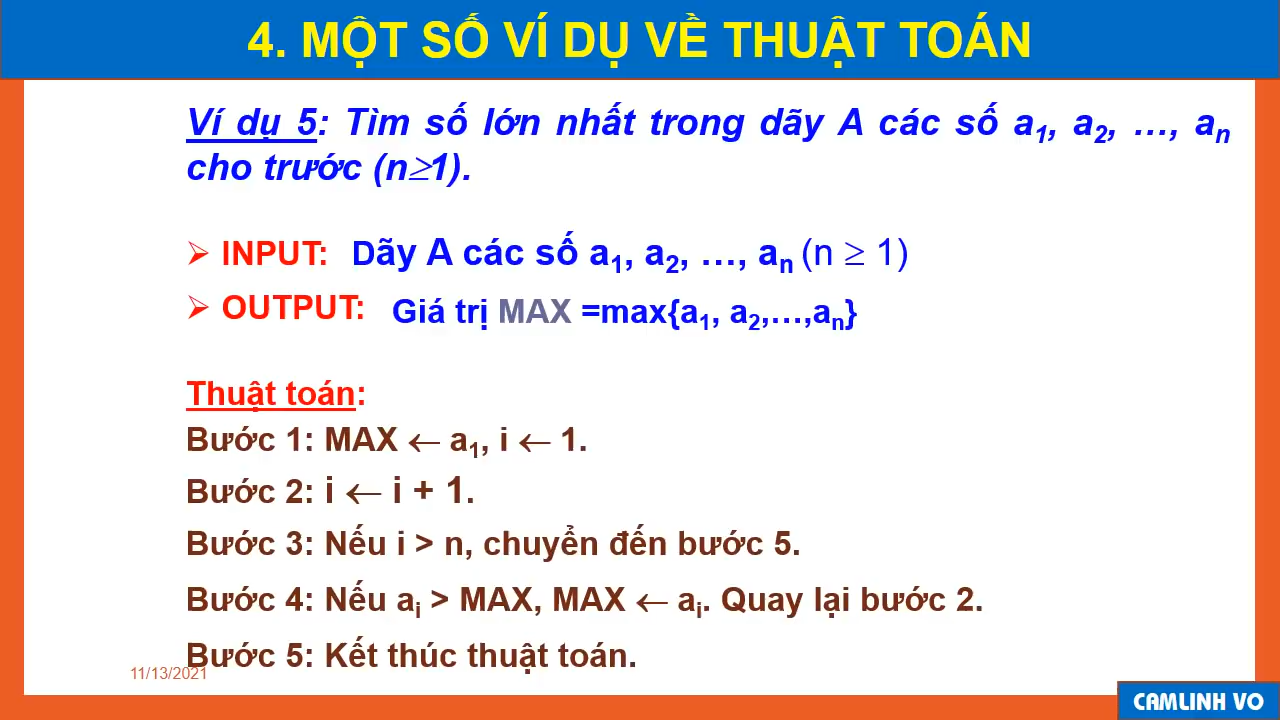 4. MỘT SỐ VÍ DỤ VỀ THUẬT TOÁN
Ví dụ 5: Tìm số lớn nhất trong dãy A các số a₁, a₂, …, aₙ
cho trước (n≥1).
➢ INPUT: Dãy A các số a₁, a₂, …, aₙ (n ≥ 1)
➢ OUTPUT: Giá trị MAX =max{a₁, a₂,…,aₙ}
Thuật toán:
Bước 1: MAX ← a₁, i ← 1.
Bước 2: i ← i + 1.
Bước 3: Nếu i > n, chuyển đến bước 5.
Bước 4: Nếu aᵢ > MAX, MAX ← aᵢ. Quay lại bước 2.
Bước 5: Kết thúc thuật toán.
11/13/2021
CAMLINH VO